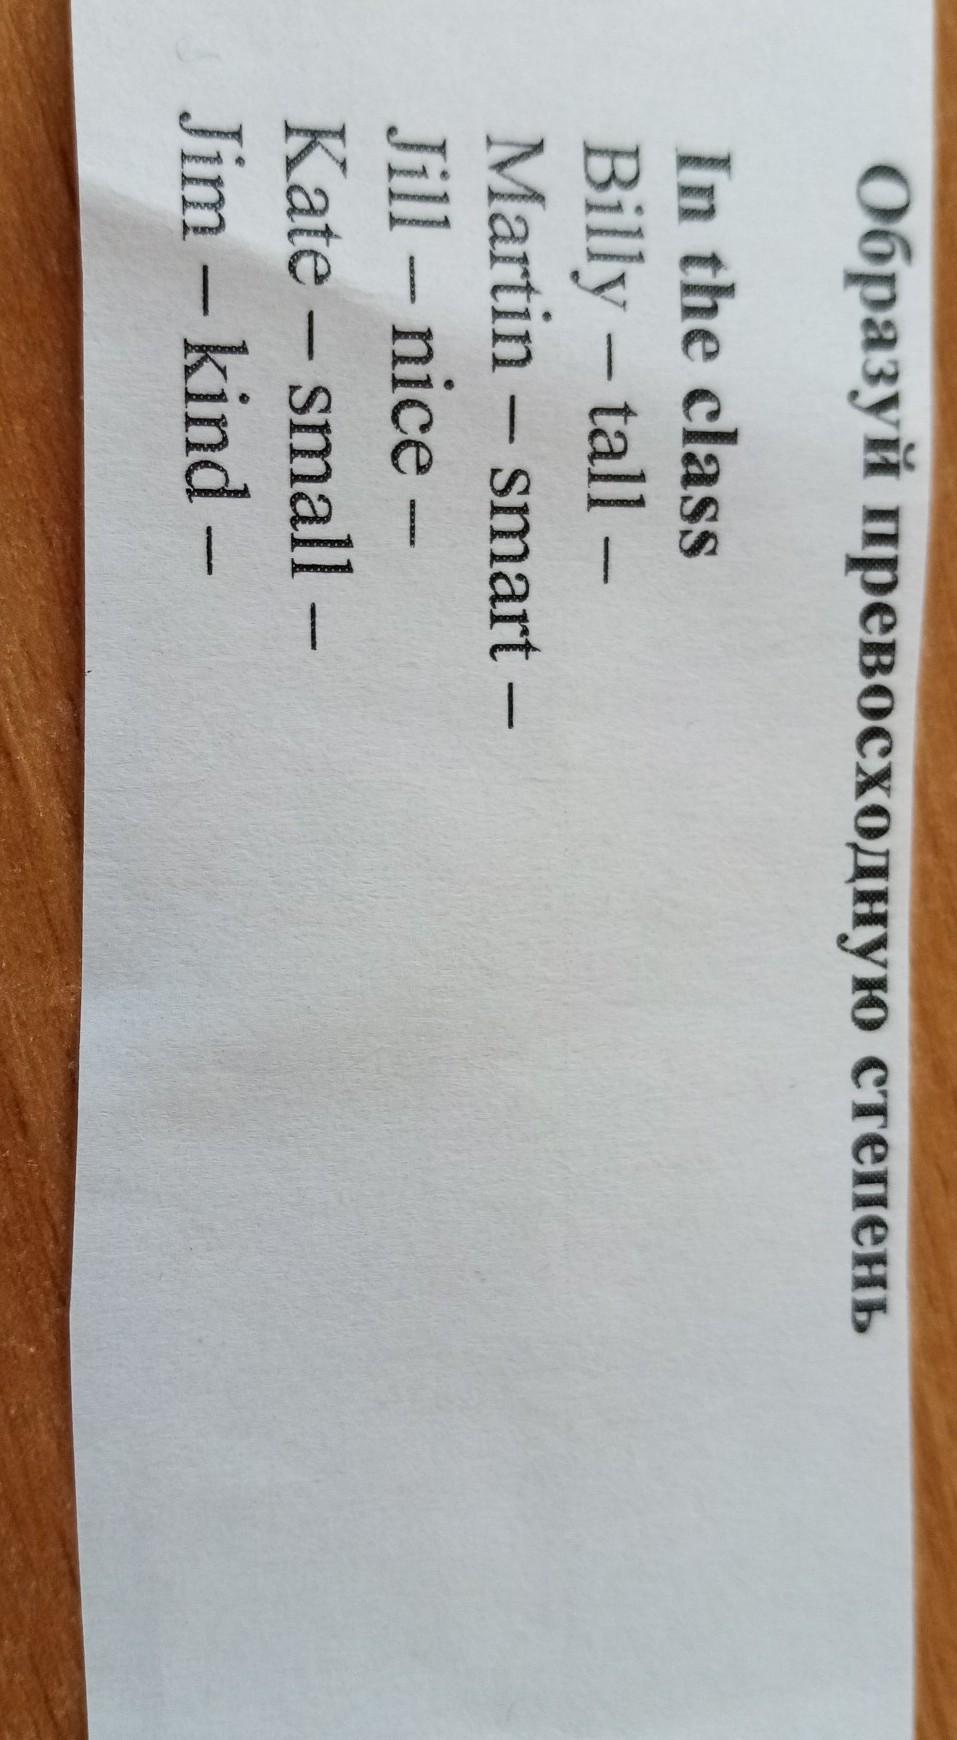 Образуй превосходную степень
In the class
Billy – tall –
Martin – smart –
Jill – nice –
Kate – small –
Jim – kind –